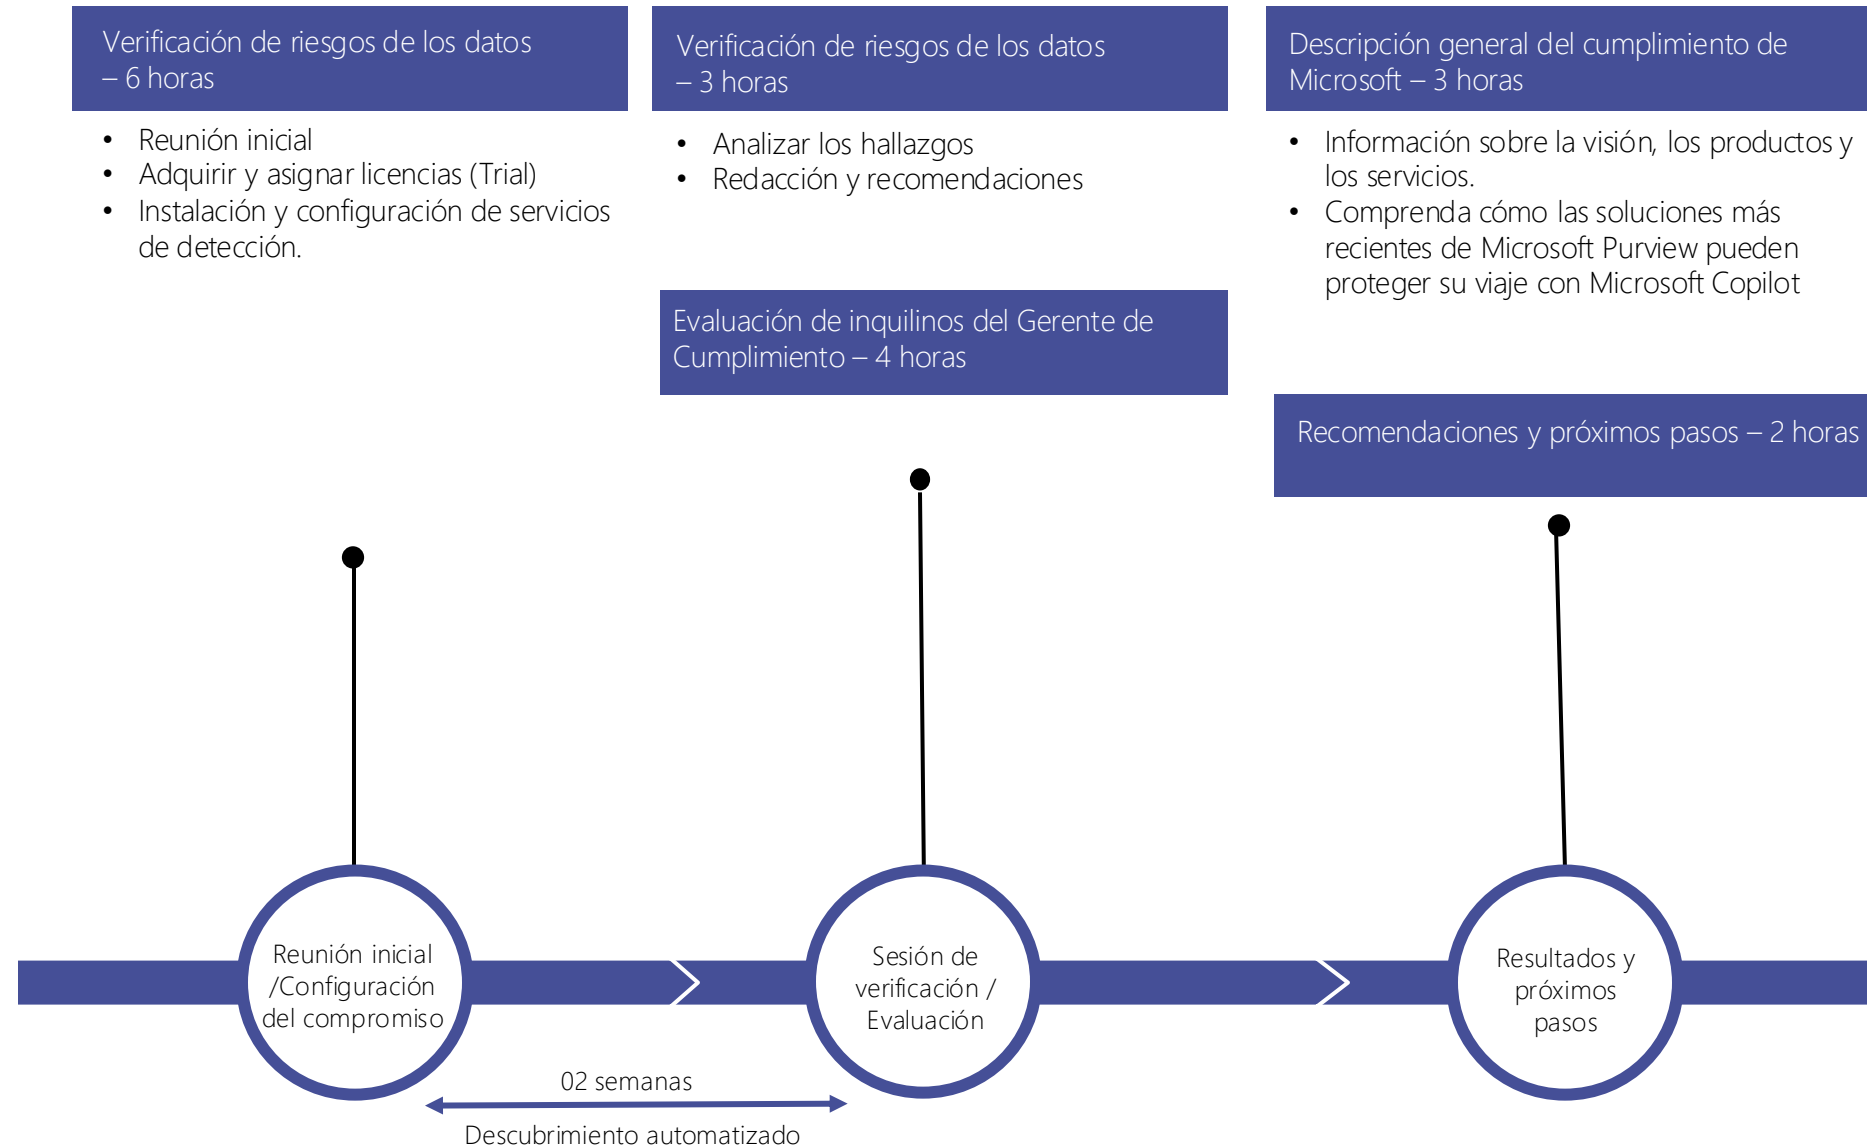 Verificación de riesgos de los datos
– 6 horas
• Reunión inicial
• Adquirir y asignar licencias (Trial)
• Instalación y configuración de servicios
de detección.
Verificación de riesgos de los datos
– 3 horas
• Analizar los hallazgos
• Redacción y recomendaciones
Evaluación de inquilinos del Gerente de
Cumplimiento – 4 horas
Descripción general del cumplimiento de
Microsoft – 3 horas
• Información sobre la visión, los productos y
los servicios.
• Comprenda cómo las soluciones más
recientes de Microsoft Purview pueden
proteger su viaje con Microsoft Copilot
Recomendaciones y próximos pasos – 2 horas
Reunión inicial
/Configuración
del compromiso
Sesión de
verificación /
Evaluación
Resultados y
próximos
pasos
02 semanas
Descubrimiento automatizado